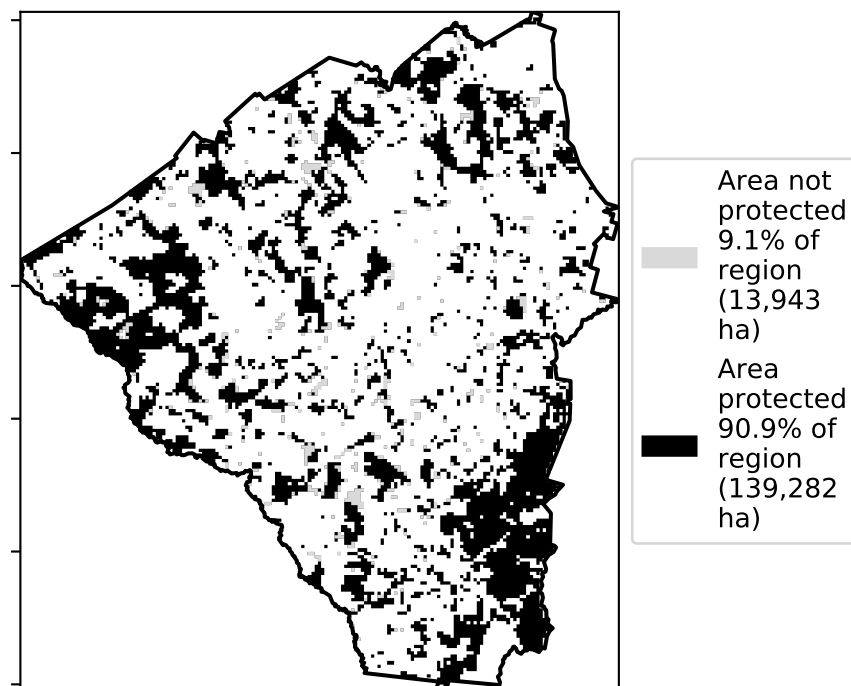 Area not
protected
9.1% of
region
(13,943
ha)
Area
protected
90.9% of
region
(139,282
ha)